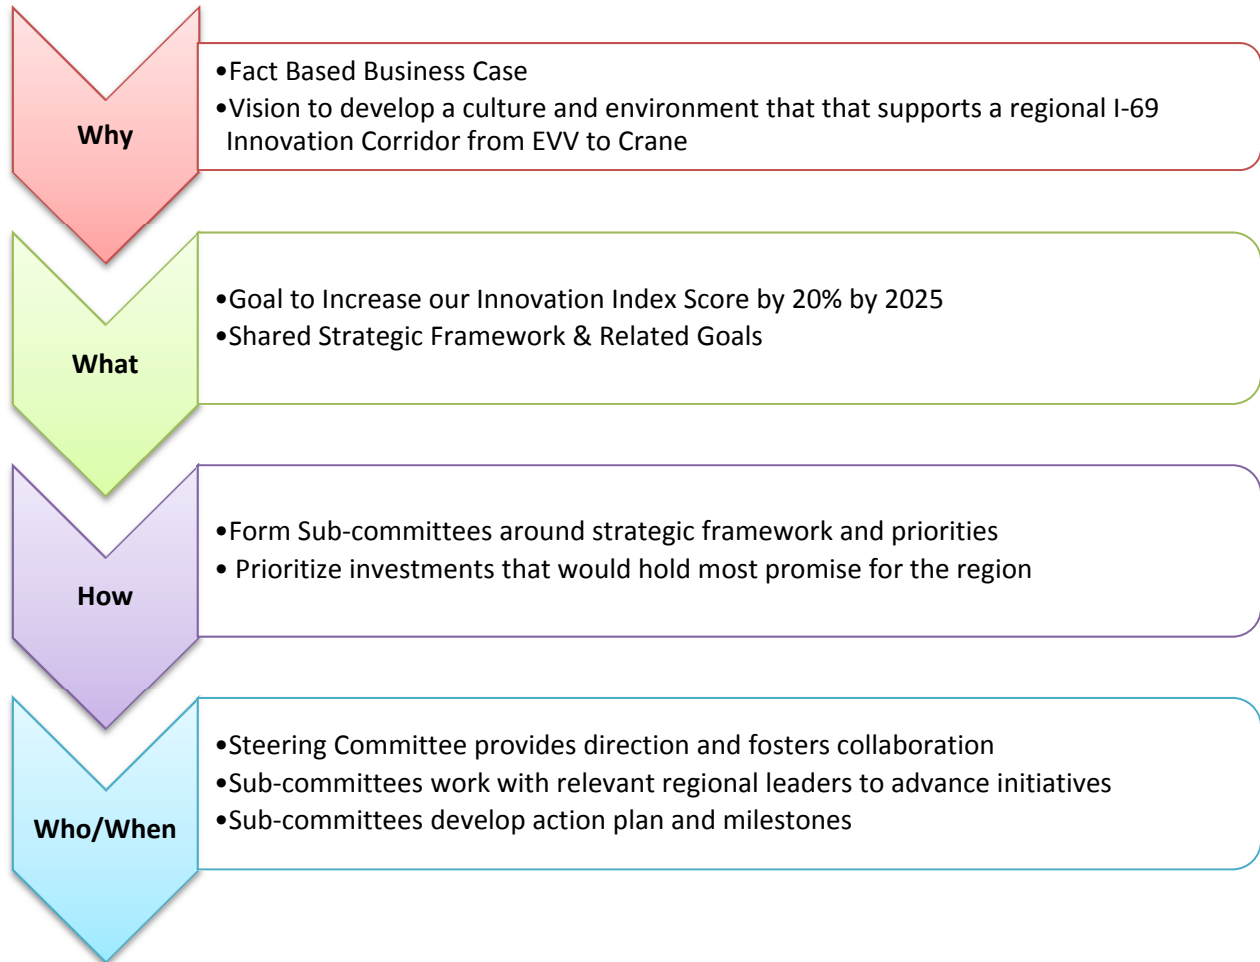 Why
•Fact Based Business Case
•Vision to develop a culture and environment that that supports a regional I-69
Innovation Corridor from EVV to Crane
What
•Goal to Increase our Innovation Index Score by 20% by 2025
•Shared Strategic Framework & Related Goals
How
•Form Sub-committees around strategic framework and priorities
• Prioritize investments that would hold most promise for the region
Who/When
•Steering Committee provides direction and fosters collaboration
•Sub-committees work with relevant regional leaders to advance initiatives
•Sub-committees develop action plan and milestones